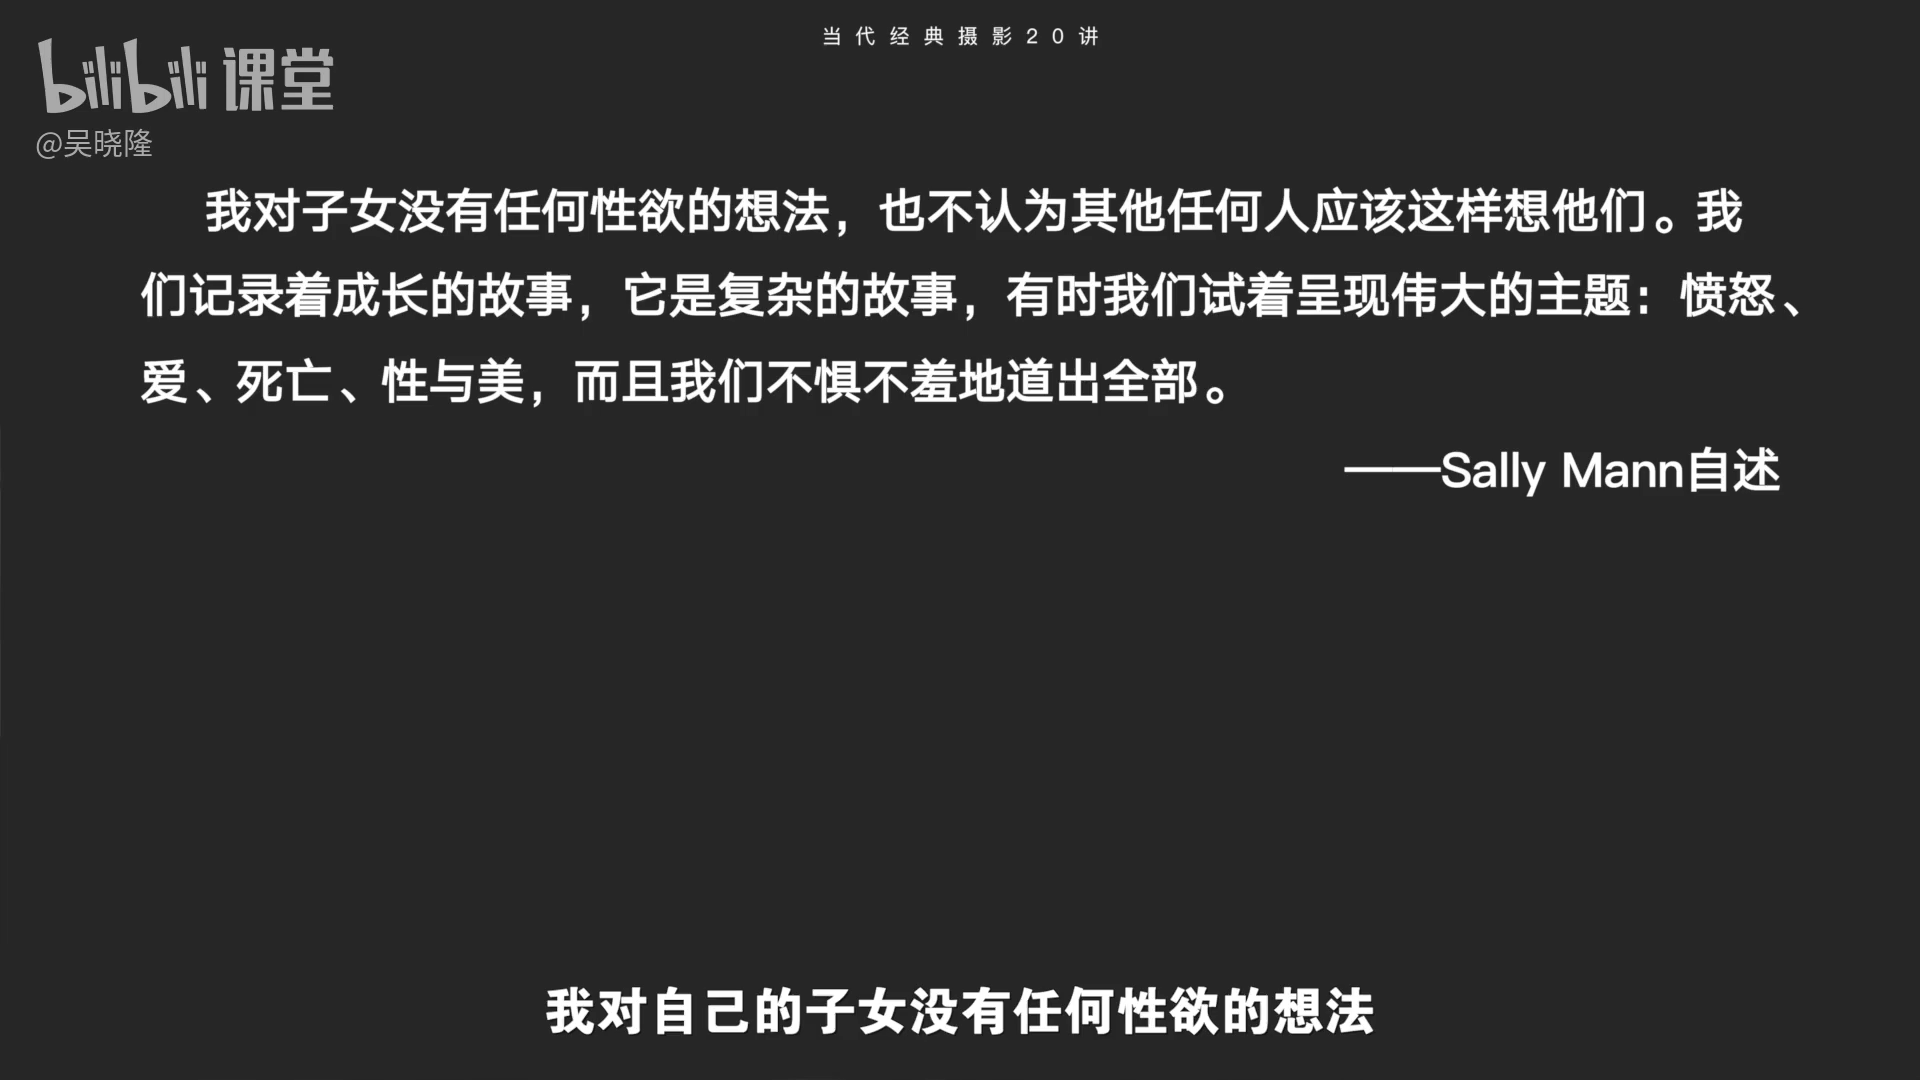 当代经典摄影20讲
bilibili课堂
@吴晓隆
我对子女没有任何性欲的想法，也不认为其他任何人应该这样想他们。我
们记录着成长的故事，它是复杂的故事，有时我们试着呈现伟大的主题：愤怒、
爱、死亡、性与美，而且我们不惧不羞地道出全部。
——Sally Mann自述
我对自己的子女没有任何性欲的想法